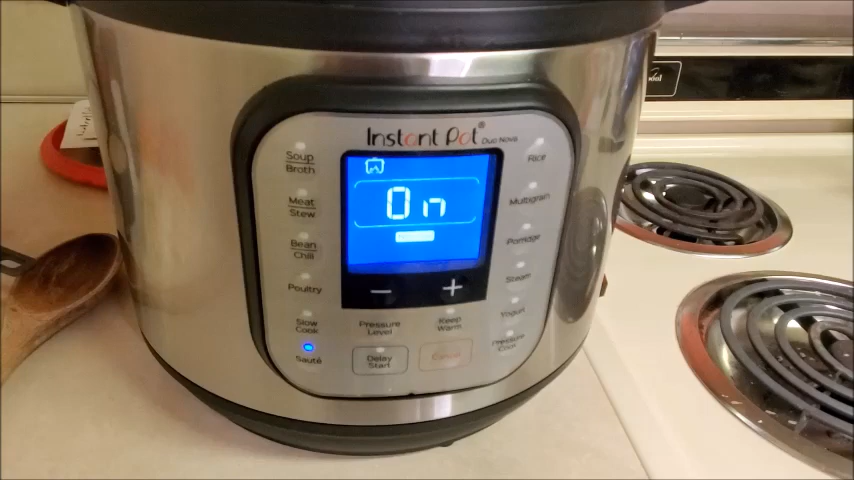 Instant Pot® Duo Nova
On
Soup
Broth
Meat
Stew
Bean
Chili
Poultry
Slow
Cook
Sauté
Rice
Multigrain
Porridge
Steam
Yogurt
Pressure
Cook
Pressure
Level
Keep
Warm
Delay
Start
Cancel